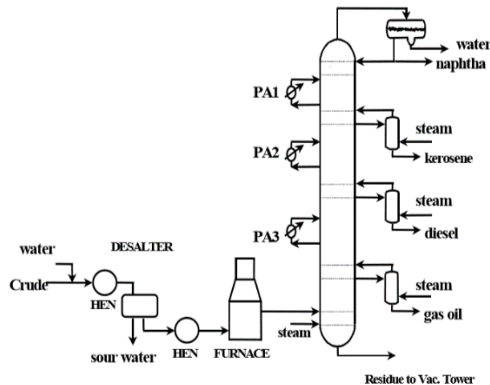 water
naphtha
PA1
steam
kerosene
PA2
steam
diesel
PA3
water
DESALTER
Crude
HEN
steam
gas oil
sour water
HEN
FURNACE
steam
Residue to Vac. Tower